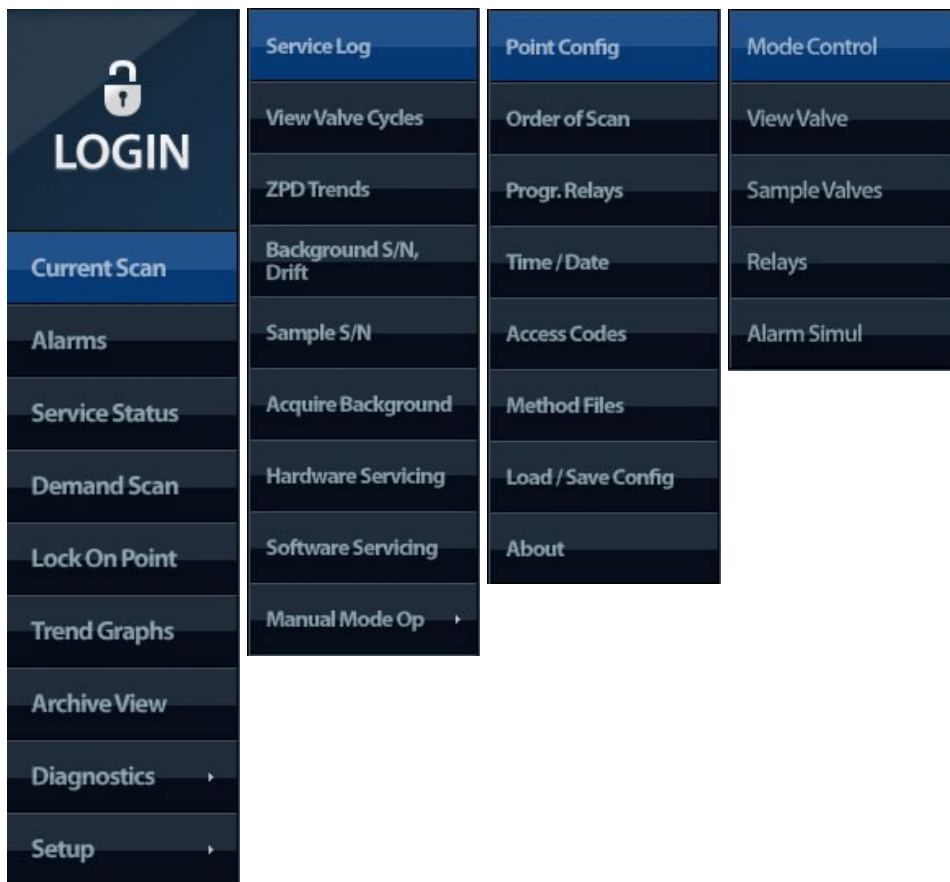 LOGIN
Current Scan
Alarms
Service Status
Demand Scan
Lock On Point
Trend Graphs
Archive View
Diagnostics
Setup
Service Log
View Valve Cycles
ZPD Trends
Background S/N,
Drift
Sample S/N
Acquire Background
Hardware Servicing
Software Servicing
Manual Mode Op
Point Config
Order of Scan
Progr. Relays
Time / Date
Access Codes
Method Files
Load / Save Config
About
Mode Control
View Valve
Sample Valves
Relays
Alarm Simul